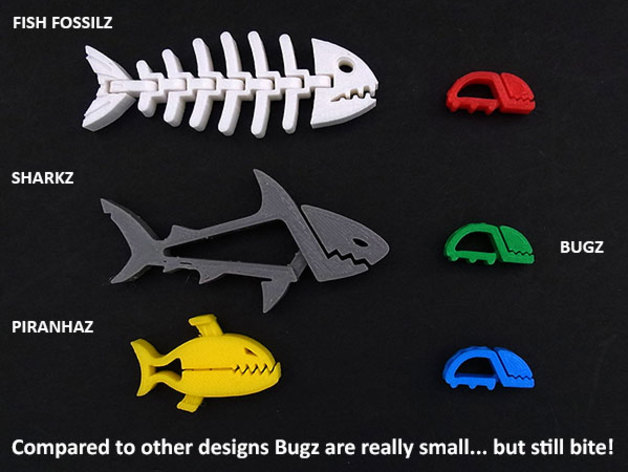 FISH FOSSILZ
SHARKZ
BUGZ
PIRANHAZ
Compared to other designs Bugz are really small... but still bite!